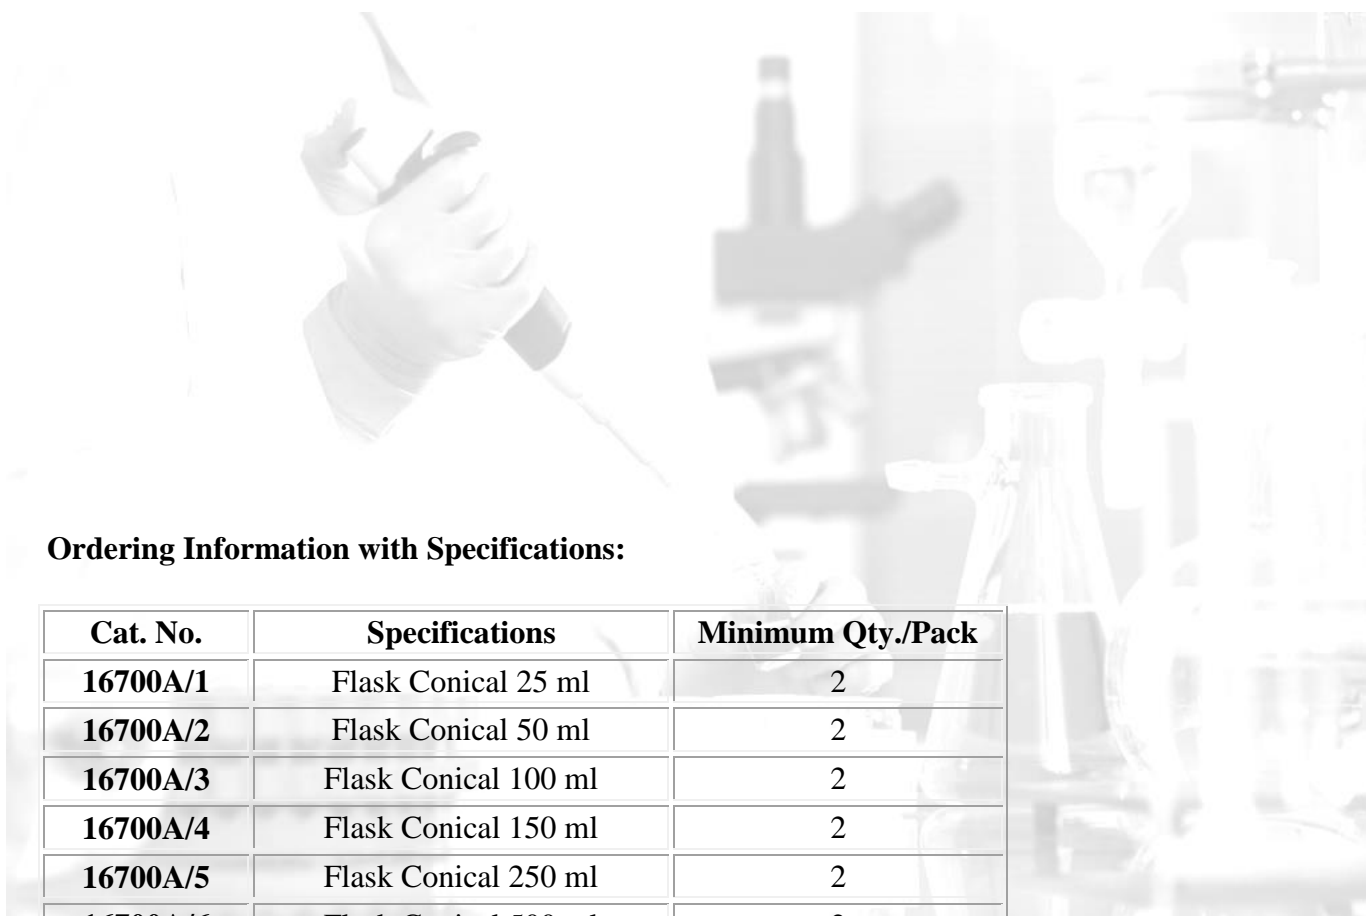 Ordering Information with Specifications:
Cat. No. Specifications Minimum Qty./Pack
16700A/1 Flask Conical 25 ml 2
16700A/2 Flask Conical 50 ml 2
16700A/3 Flask Conical 100 ml 2
16700A/4 Flask Conical 150 ml 2
16700A/5 Flask Conical 250 ml 2